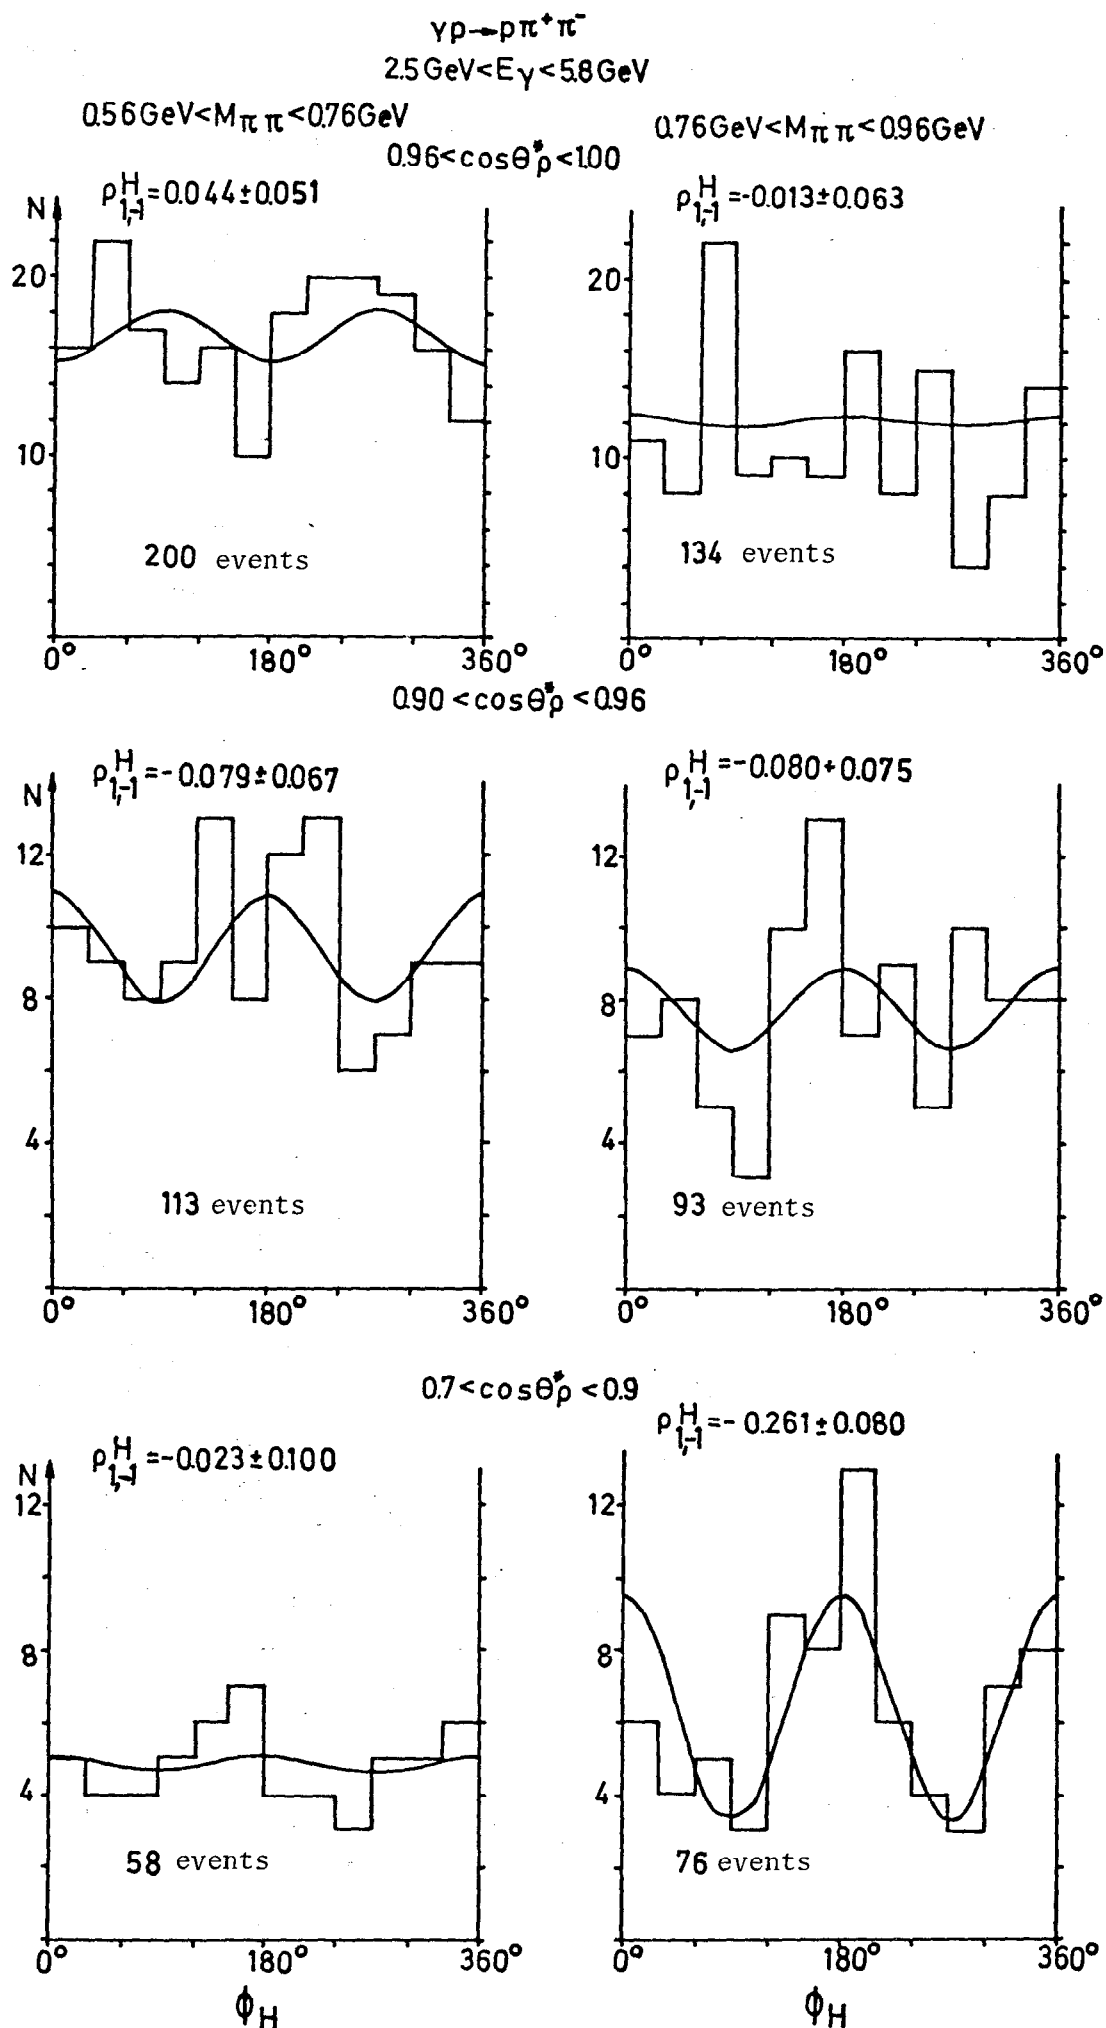 γp→pπ⁺π⁻
2.5 GeV<Eγ<5.8 GeV
0.56 GeV<Mππ<0.76 GeV
0.76 GeV<Mππ<0.96 GeV
0.96<cosθ*ρ<1.00
ρᴴ1,-1=0.044±0.051
ρᴴ1,-1=-0.013±0.063
N
20
10
200 events
0° 180° 360°
20
10
134 events
0° 180° 360°
0.90<cosθ*ρ<0.96
ρᴴ1,-1=-0.079±0.067
ρᴴ1,-1=-0.080+0.075
N
12
8
4
113 events
0° 180° 360°
12
8
4
93 events
0° 180° 360°
0.7<cosθ*ρ<0.9
ρᴴ1,-1=-0.023±0.100
ρᴴ1,-1=-0.261±0.080
N
12
8
4
58 events
0° 180° 360°
ϕH
12
8
4
76 events
0° 180° 360°
ϕH